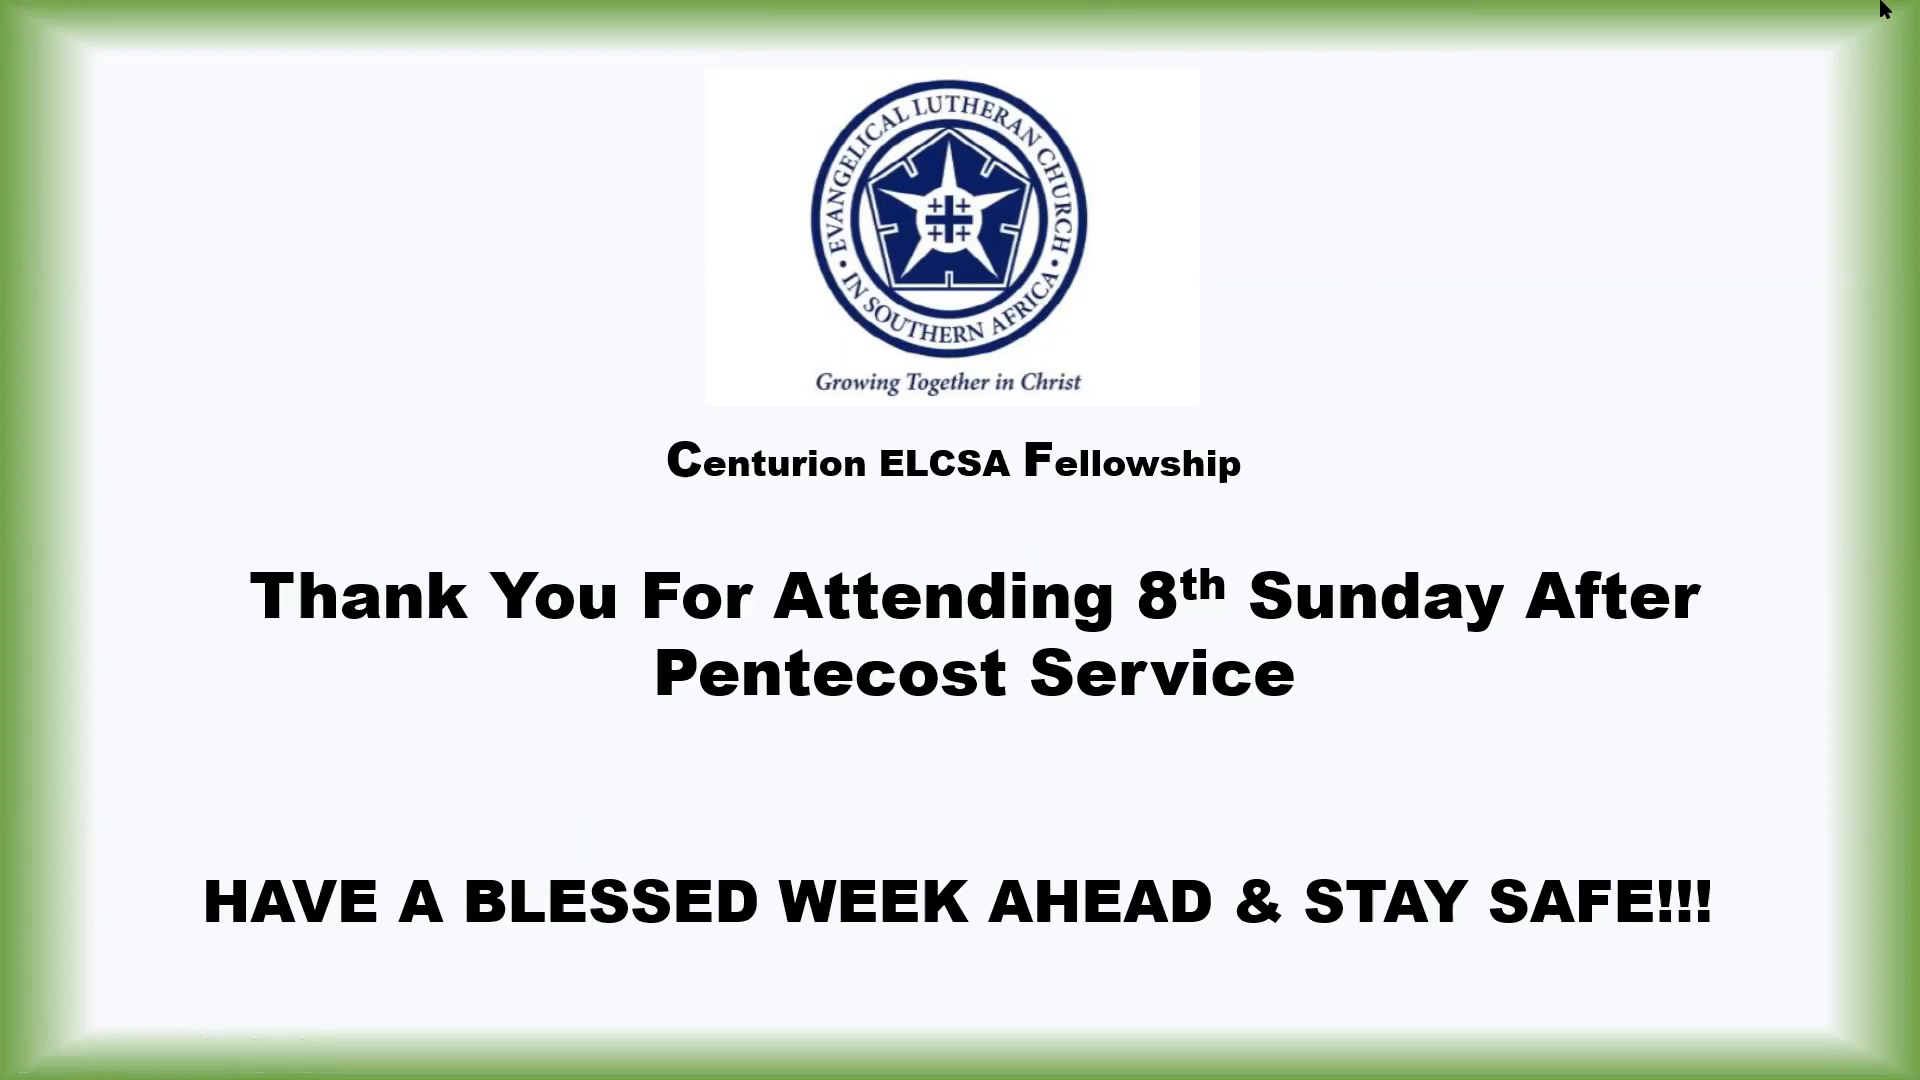 EVANGELICAL LUTHERAN CHURCH
• IN SOUTHERN AFRICA •
Growing Together in Christ
Centurion ELCSA Fellowship
Thank You For Attending 8th Sunday After
Pentecost Service
HAVE A BLESSED WEEK AHEAD & STAY SAFE!!!